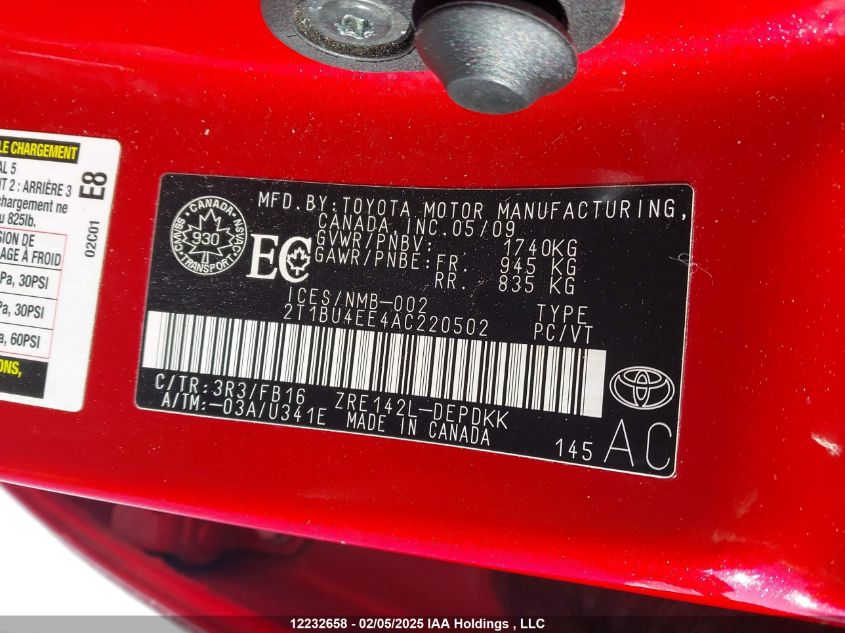 LE CHARGEMENT
AL 5
NT 2 : ARRIÈRE 3
chargement ne
u 825lb.
SION DE
LAGE À FROID
Pa, 30PSI
Pa, 30PSI
a, 60PSI
ONS,
E8
02C01
CANADA
930
TRANSPORT
EC
MFD.BY:TOYOTA MOTOR MANUFACTURING,
CANADA INC.05/09
GVWR/PNBV: 1740KG
GAWR/PNBE:FR. 945 KG
RR. 835 KG
ICES/NMB-002 TYPE
2T1BU4EE4AC220502 PC/VT
C/TR:3R3/FB16 ZRE142L-DEPDKK
A/TM:-03A/U341E MADE IN CANADA
145 AC
12232658 - 02/05/2025 IAA Holdings , LLC